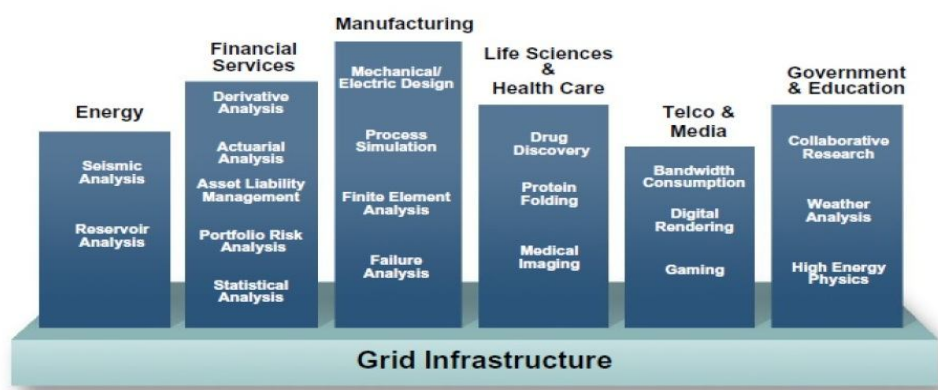 Energy
Seismic
Analysis
Reservoir
Analysis
Financial
Services
Derivative
Analysis
Actuarial
Analysis
Asset Liability
Management
Portfolio Risk
Analysis
Statistical
Analysis
Manufacturing
Mechanical/
Electric Design
Process
Simulation
Finite Element
Analysis
Failure
Analysis
Life Sciences
&
Health Care
Drug
Discovery
Protein
Folding
Medical
Imaging
Telco &
Media
Bandwidth
Consumption
Digital
Rendering
Gaming
Government
& Education
Collaborative
Research
Weather
Analysis
High Energy
Physics
Grid Infrastructure